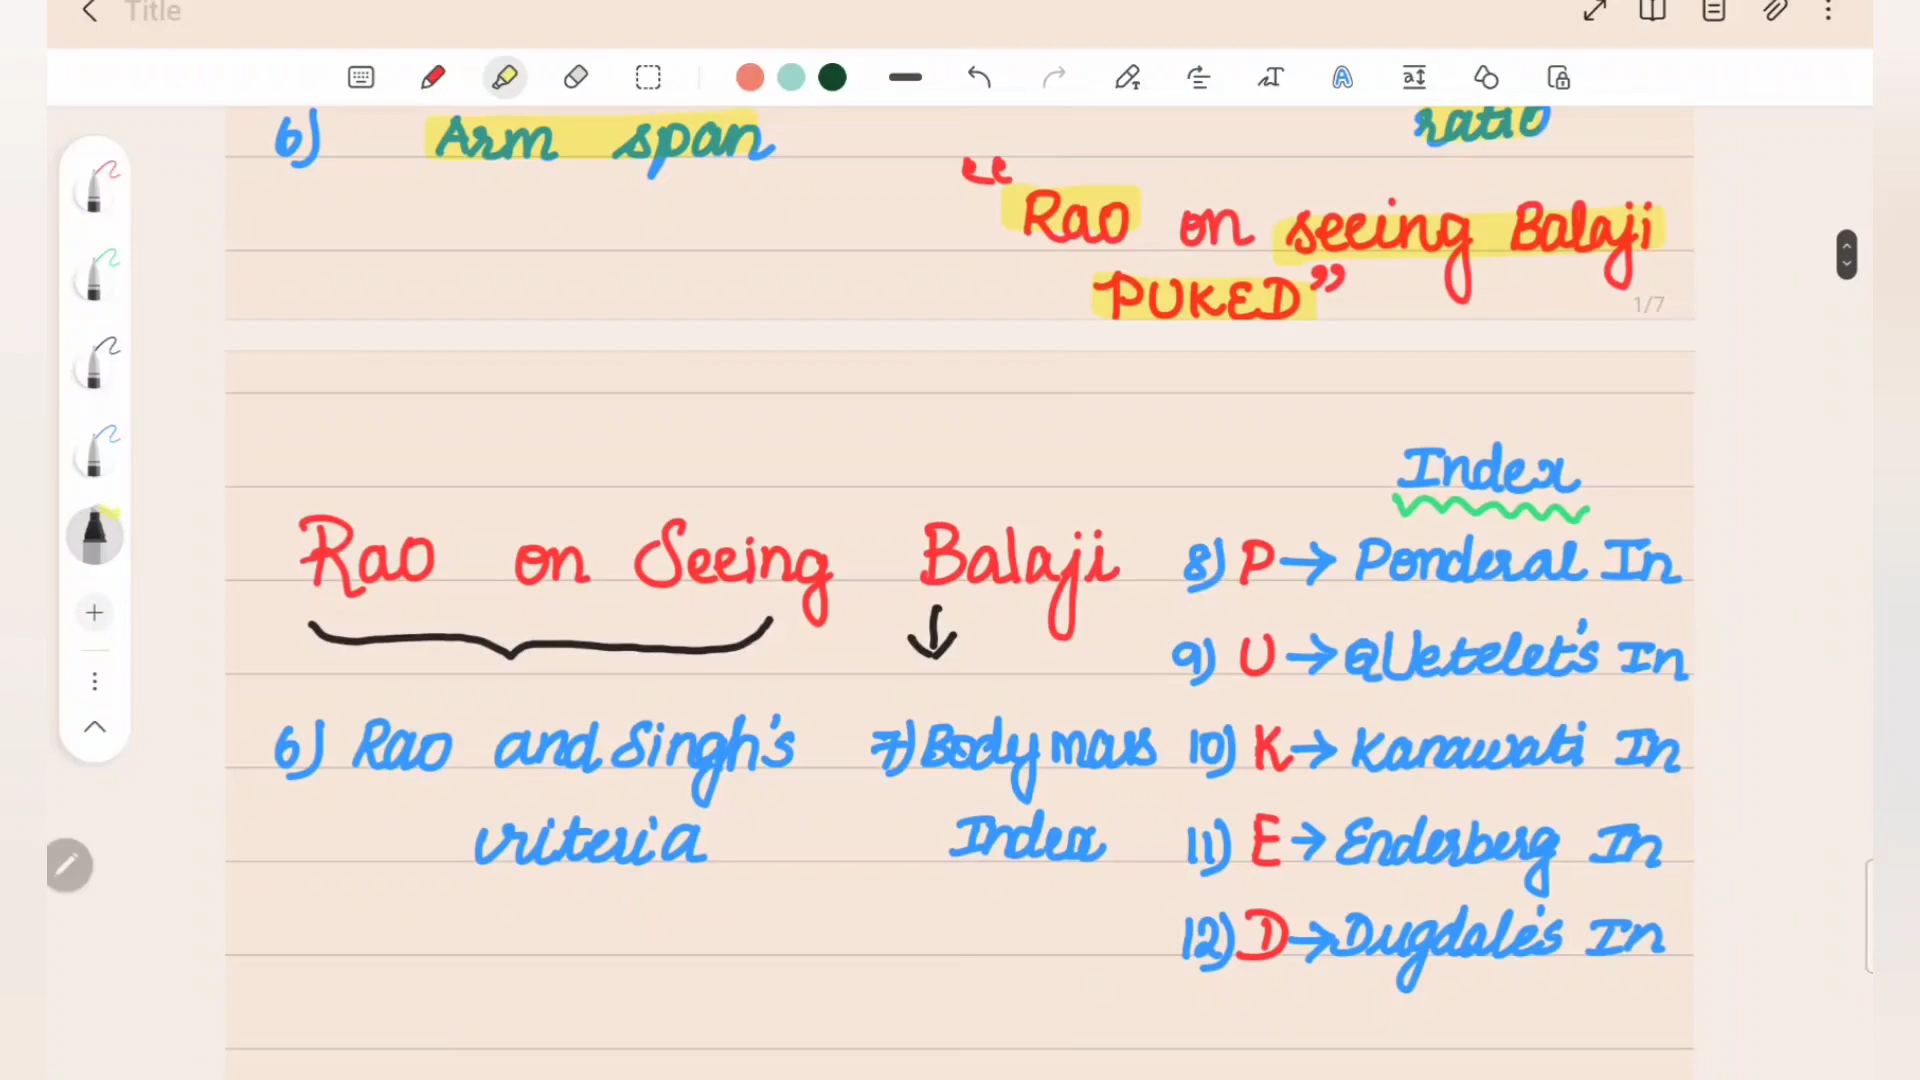 Title
6) Arm span
ratio
“Rao on seeing Balaji
PUKED”
1/7
Index
Rao on Seeing Balaji
8) P→ Ponderal In
9) U→ QUetelet's In
6) Rao and Singh's
criteria
7) Body mass
Index
10) K→ Kanawati In
11) E→ Enderberg In
12) D→ Dugdale's In